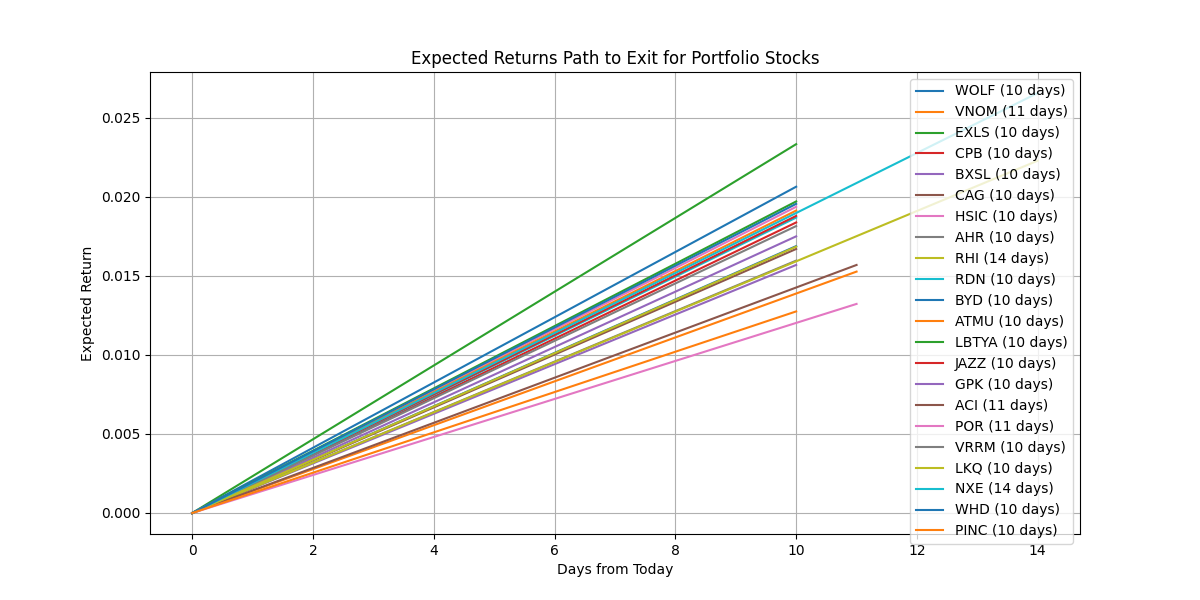 Expected Returns Path to Exit for Portfolio Stocks
Expected Return
0.025
0.020
0.015
0.010
0.005
0.000
WOLF (10 days)
VNOM (11 days)
EXLS (10 days)
CPB (10 days)
BXSL (10 days)
CAG (10 days)
HSIC (10 days)
AHR (10 days)
RHI (14 days)
RDN (10 days)
BYD (10 days)
ATMU (10 days)
LBTYA (10 days)
JAZZ (10 days)
GPK (10 days)
ACI (11 days)
POR (11 days)
VRRM (10 days)
LKQ (10 days)
NXE (14 days)
WHD (10 days)
PINC (10 days)
0 2 4 6 8 10 12 14
Days from Today